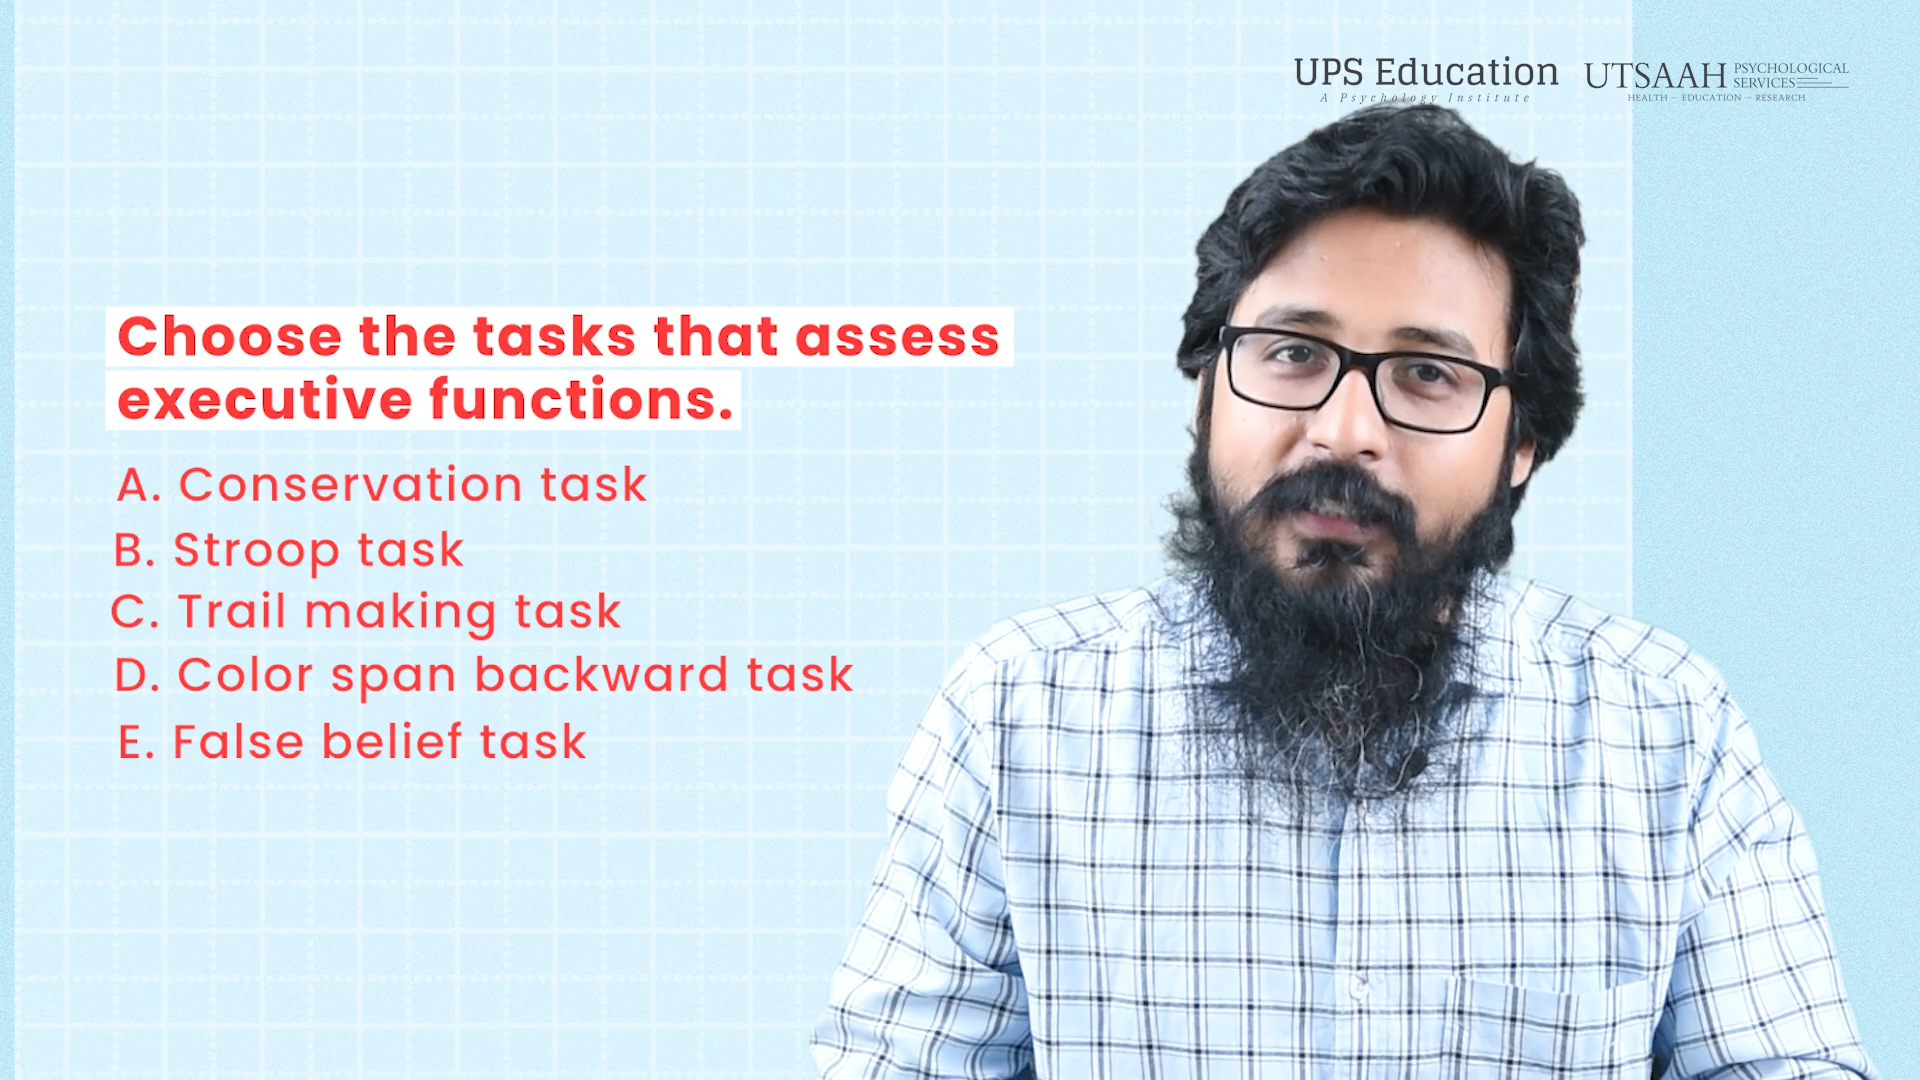 UPS Education
A Psychology Institute
UTSAAH PSYCHOLOGICAL SERVICES
HEALTH — EDUCATION — RESEARCH
Choose the tasks that assess
executive functions.
A. Conservation task
B. Stroop task
C. Trail making task
D. Color span backward task
E. False belief task